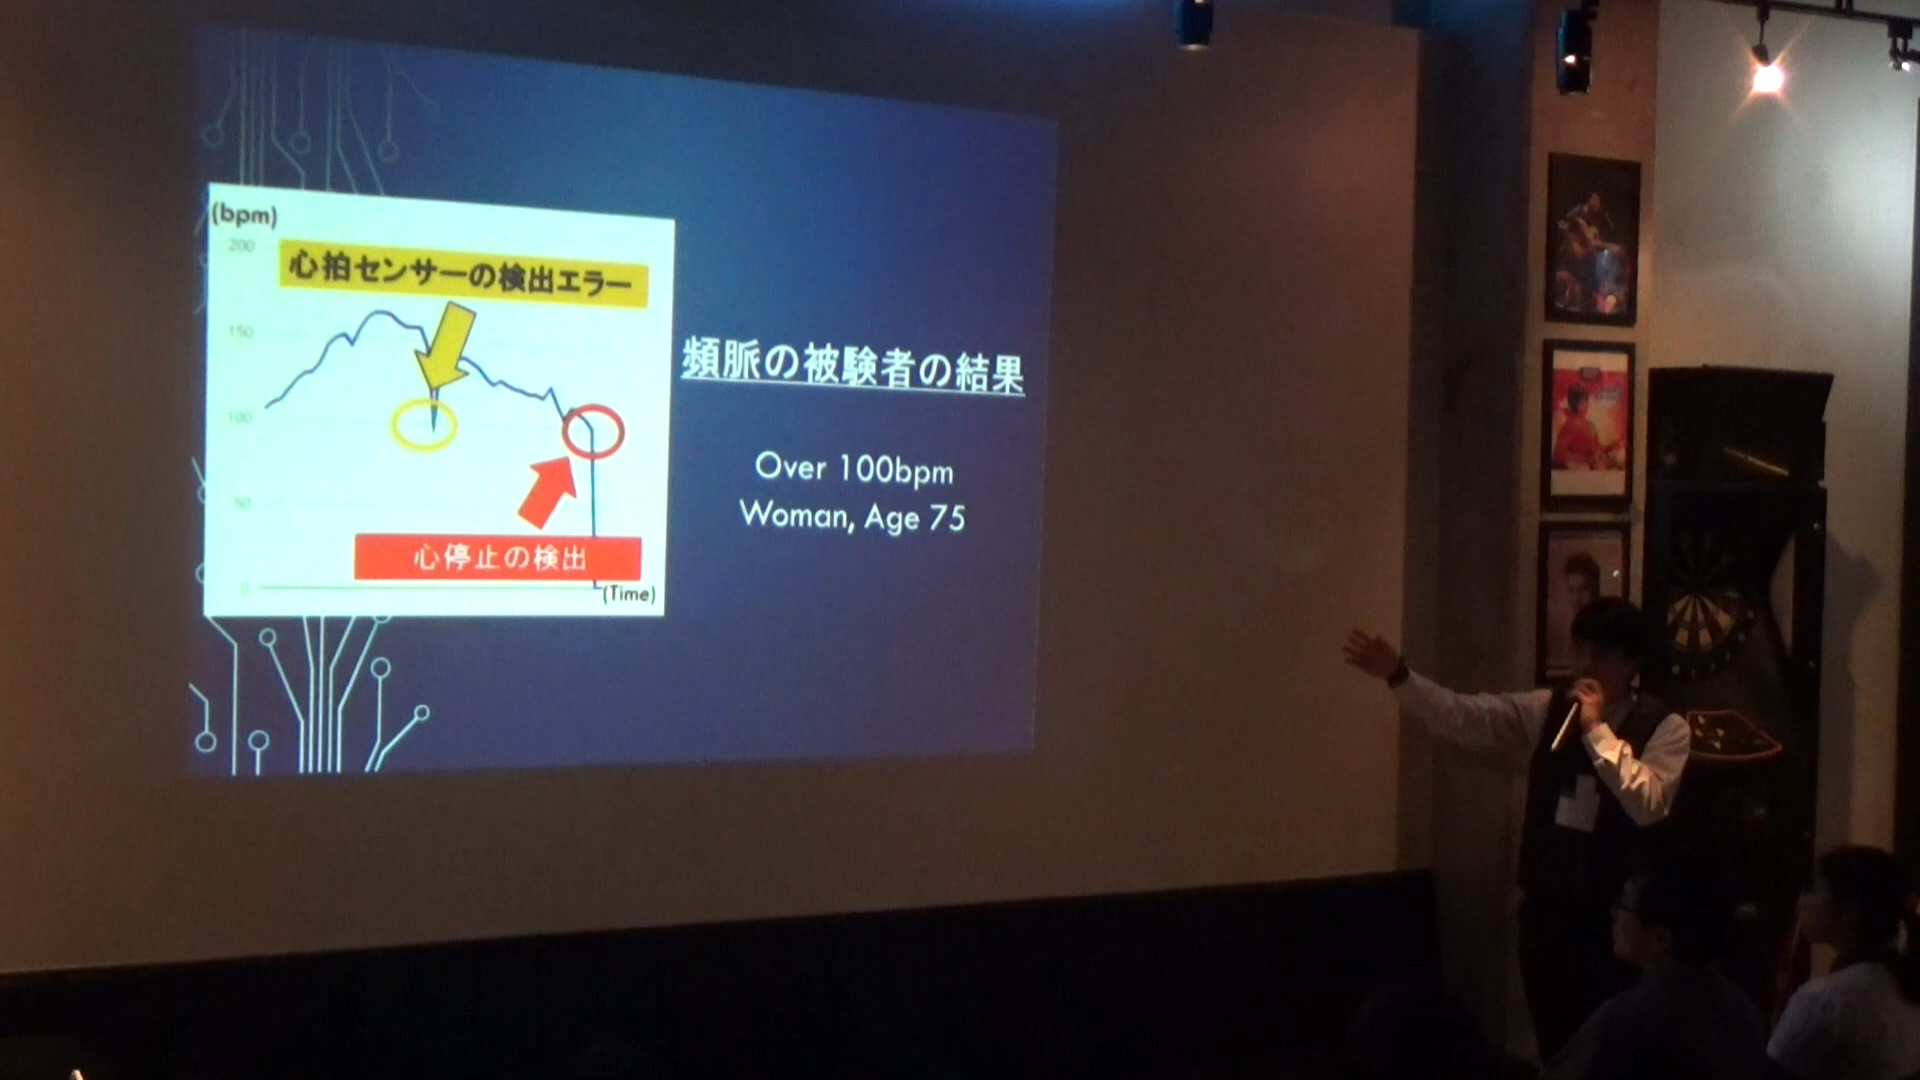 (bpm)
200
心拍センサーの検出エラー
150
100
50
心停止の検出
0
(Time)
頻脈の被験者の結果
Over 100bpm
Woman, Age 75